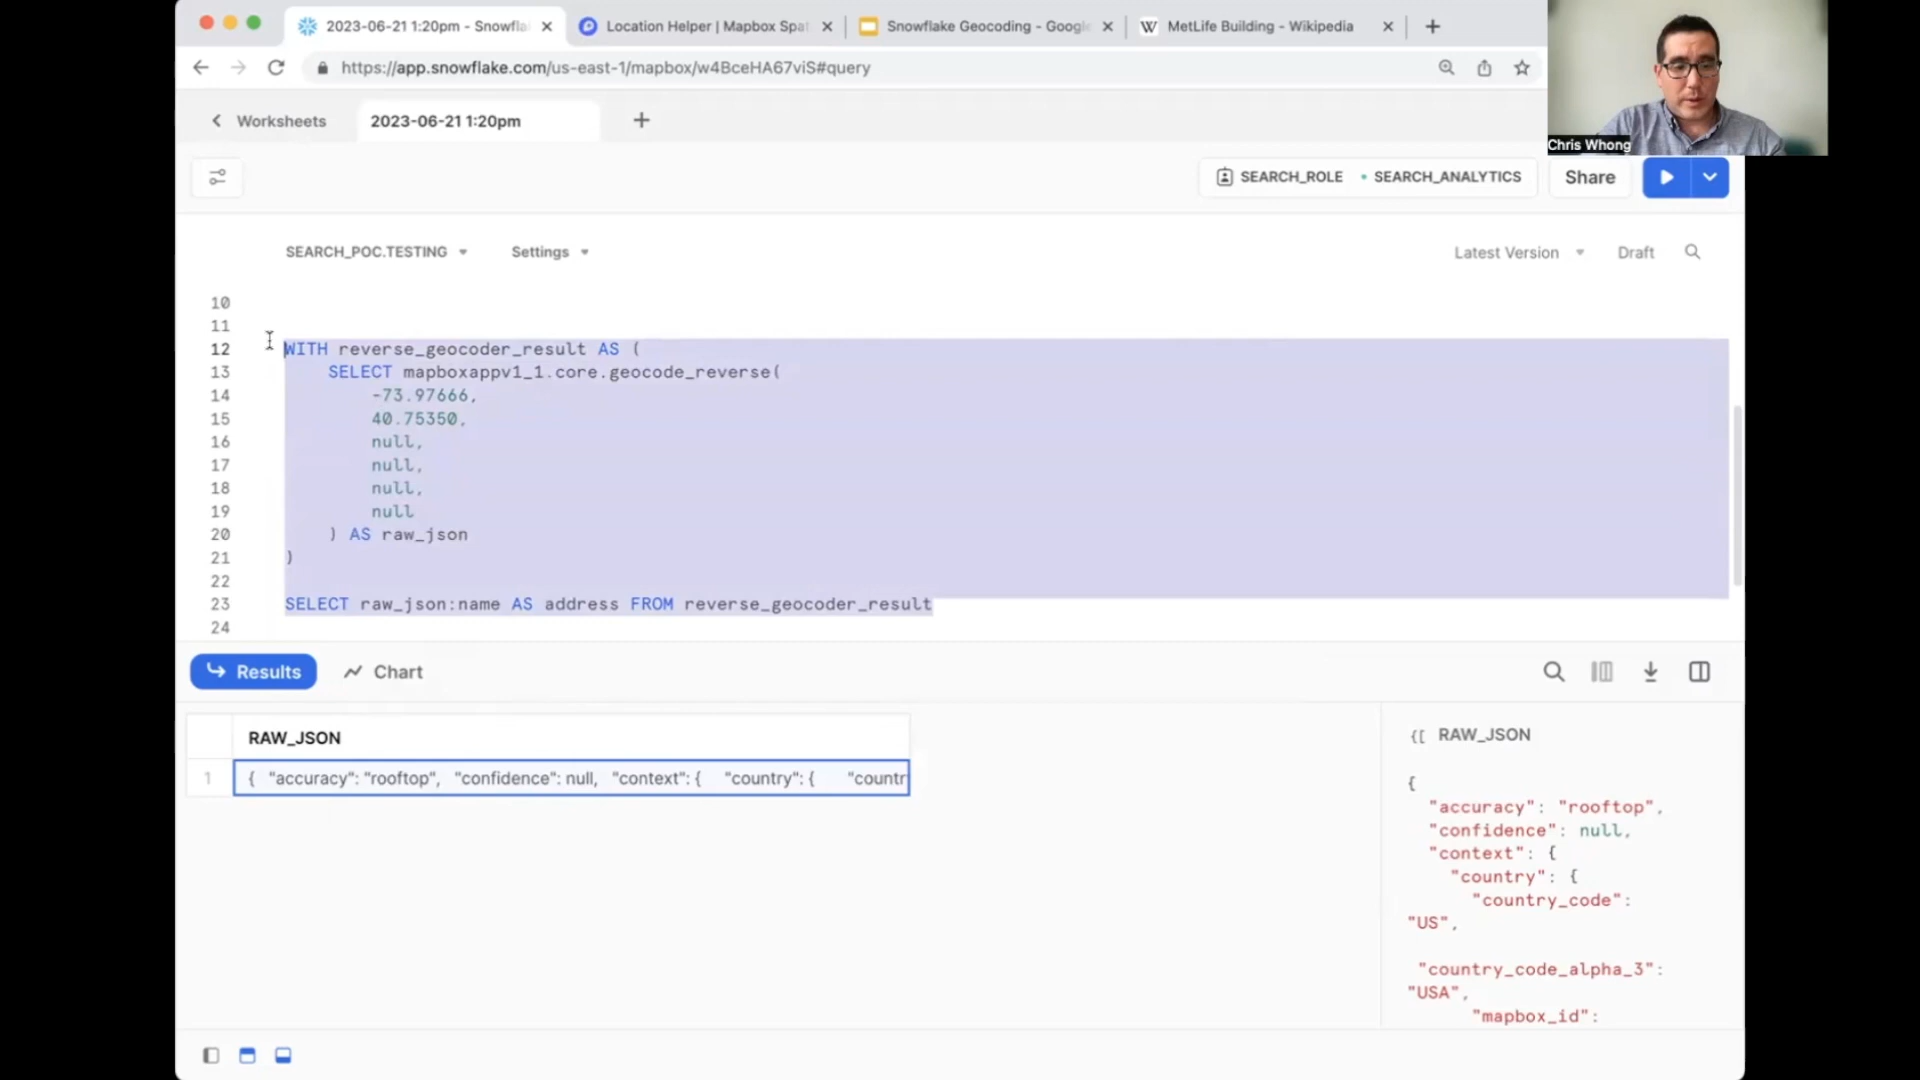 2023-06-21 1:20pm - Snowfla
Location Helper | Mapbox Spat
Snowflake Geocoding - Google
W MetLife Building - Wikipedia
https://app.snowflake.com/us-east-1/mapbox/w4BceHA67viS#query
Chris Whong
Worksheets
2023-06-21 1:20pm
SEARCH_ROLE
SEARCH_ANALYTICS
Share
SEARCH_POC.TESTING
Settings
Latest Version
Draft
10
11
12 WITH reverse_geocoder_result AS (
13 SELECT mapboxappv1_1.core.geocode_reverse(
14 -73.97666,
15 40.75350,
16 null,
17 null,
18 null,
19 null
20 ) AS raw_json
21 )
22
23 SELECT raw_json:name AS address FROM reverse_geocoder_result
24
Results
Chart
RAW_JSON
1 { "accuracy": "rooftop", "confidence": null, "context": { "country": { "countr
{[ RAW_JSON
{
"accuracy": "rooftop",
"confidence": null,
"context": {
"country": {
"country_code":
"US",
"country_code_alpha_3":
"USA",
"mapbox_id":